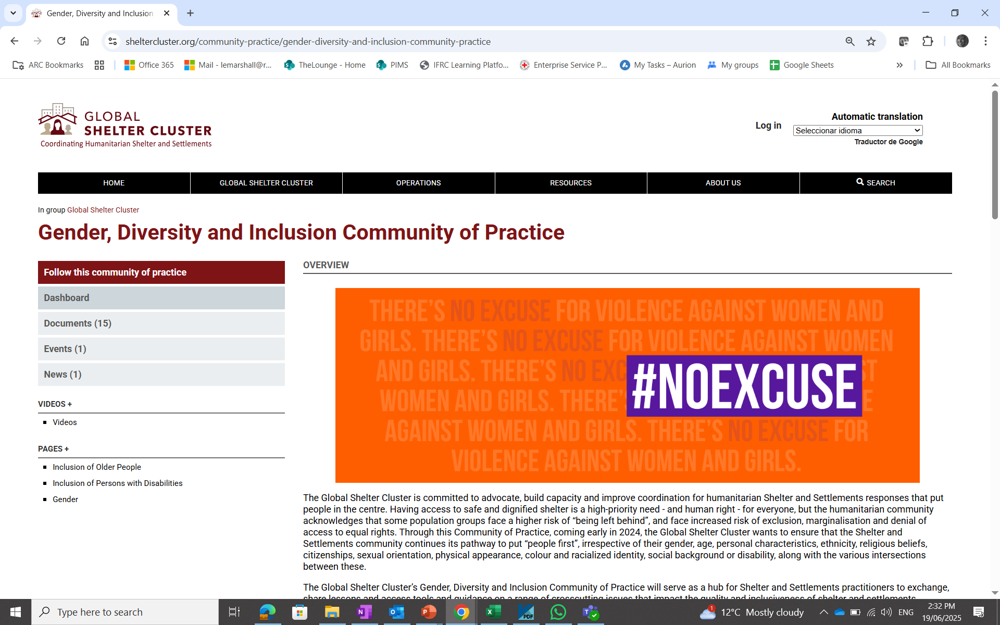 Gender, Diversity and Inclusion
sheltercluster.org/community-practice/gender-diversity-and-inclusion-community-practice
ARC Bookmarks
Office 365
Mail - lemarshall@r...
TheLounge - Home
PIMS
IFRC Learning Platfo...
Enterprise Service P...
My Tasks – Aurion
My groups
Google Sheets
All Bookmarks
GLOBAL
SHELTER CLUSTER
Coordinating Humanitarian Shelter and Settlements
Log in
Automatic translation
Seleccionar idioma
Traductor de Google
HOME
GLOBAL SHELTER CLUSTER
OPERATIONS
RESOURCES
ABOUT US
SEARCH
In group Global Shelter Cluster
Gender, Diversity and Inclusion Community of Practice
Follow this community of practice
Dashboard
Documents (15)
Events (1)
News (1)
VIDEOS +
Videos
PAGES +
Inclusion of Older People
Inclusion of Persons with Disabilities
Gender
OVERVIEW
THERE'S NO EXCUSE FOR VIOLENCE AGAINST WOMEN AND
GIRLS. THERE'S NO EXCUSE FOR VIOLENCE AGAINST WOMEN
AND GIRLS. THERE'S NO EXC ST
WOMEN AND GIRLS. THERE'S E
#NOEXCUSE
AGAINST WOMEN AND GIRLS. THERE'S NO EXCUSE FOR
VIOLENCE AGAINST WOMEN AND GIRLS.
The Global Shelter Cluster is committed to advocate, build capacity and improve coordination for humanitarian Shelter and Settlements responses that put
people in the centre. Having access to safe and dignified shelter is a high-priority need - and human right - for everyone, but the humanitarian community
acknowledges that some population groups face a higher risk of “being left behind”, and face increased risk of exclusion, marginalisation and denial of
access to equal rights. Through this Community of Practice, coming early in 2024, the Global Shelter Cluster wants to ensure that the Shelter and
Settlements community continues its pathway to put “people first”, irrespective of their gender, age, personal characteristics, ethnicity, religious beliefs,
citizenships, sexual orientation, physical appearance, colour and racialized identity, social background or disability, along with the various intersections
between these.
The Global Shelter Cluster’s Gender, Diversity and Inclusion Community of Practice will serve as a hub for Shelter and Settlements practitioners to exchange,
share lessons and access tools and guidance on a range of crosscutting issues that impact the quality and inclusiveness of shelter and settlements
Type here to search
1
12°C Mostly cloudy
ENG
2:32 PM
19/06/2025